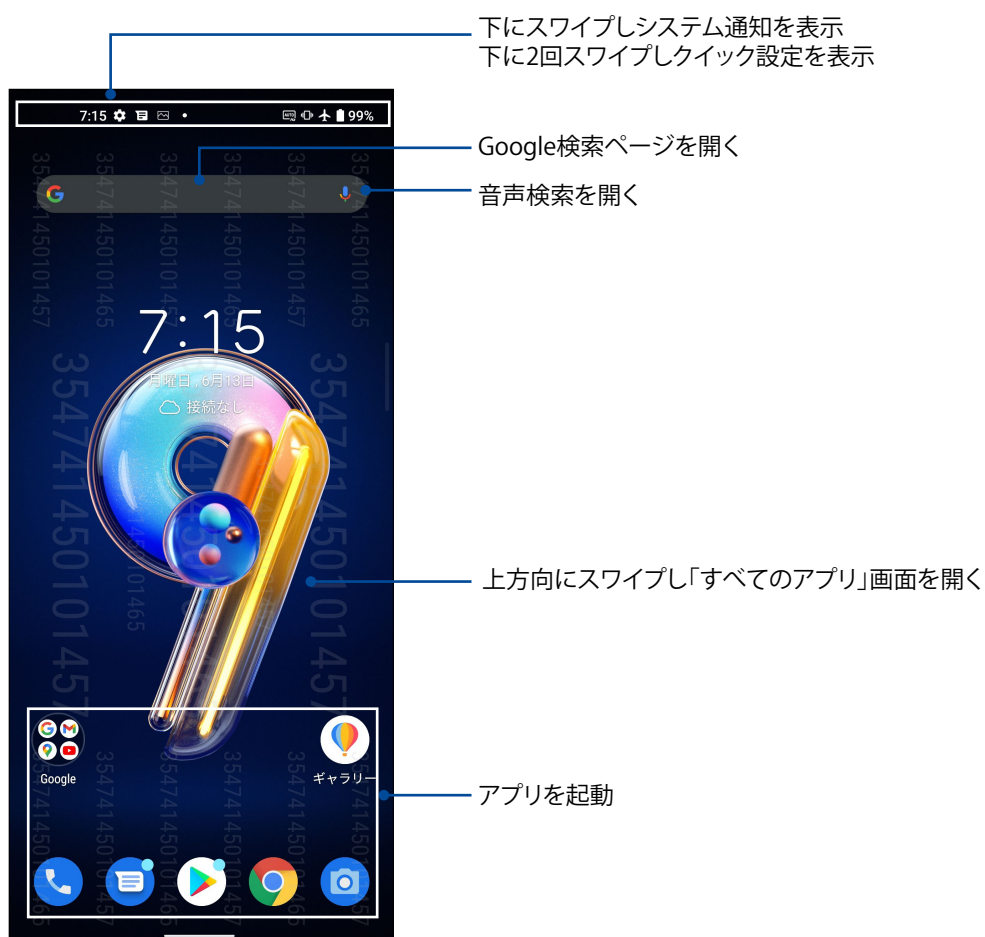 下にスワイプしシステム通知を表示
下に2回スワイプしクイック設定を表示
7:15
99%
Google検索ページを開く
音声検索を開く
7:15
月曜日, 6月13日
接続なし
上方向にスワイプし「すべてのアプリ」画面を開く
Google
ギャラリー
アプリを起動